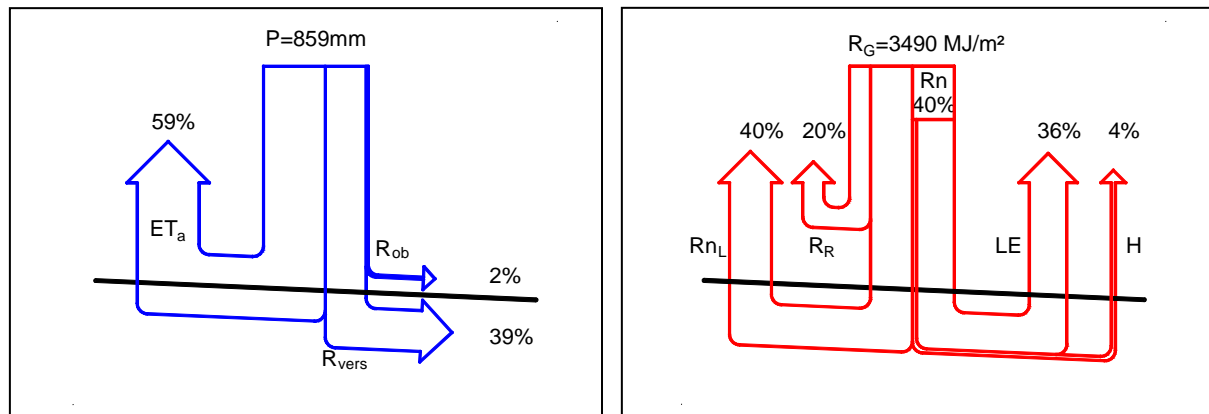 P=859mm
59%
ETa
Rob
2%
39%
Rvers
RG=3490 MJ/m²
Rn
40%
40%
20%
36%
4%
RnL
RR
LE
H